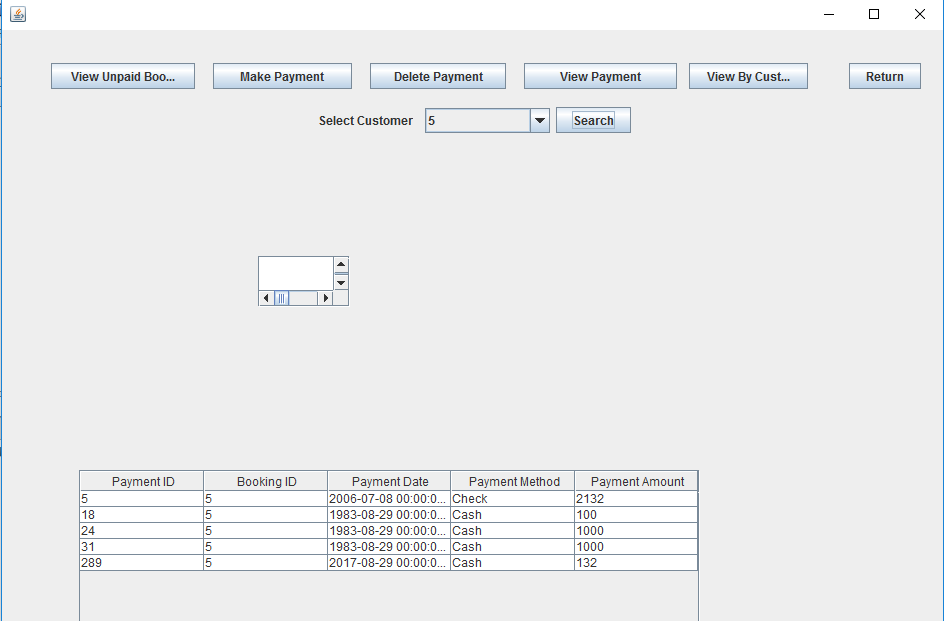 View Unpaid Boo... Make Payment Delete Payment View Payment View By Cust... Return
Select Customer 5 Search
Payment ID Booking ID Payment Date Payment Method Payment Amount
5 5 2006-07-08 00:00:0... Check 2132
18 5 1983-08-29 00:00:0... Cash 100
24 5 1983-08-29 00:00:0... Cash 1000
31 5 1983-08-29 00:00:0... Cash 1000
289 5 2017-08-29 00:00:0... Cash 132